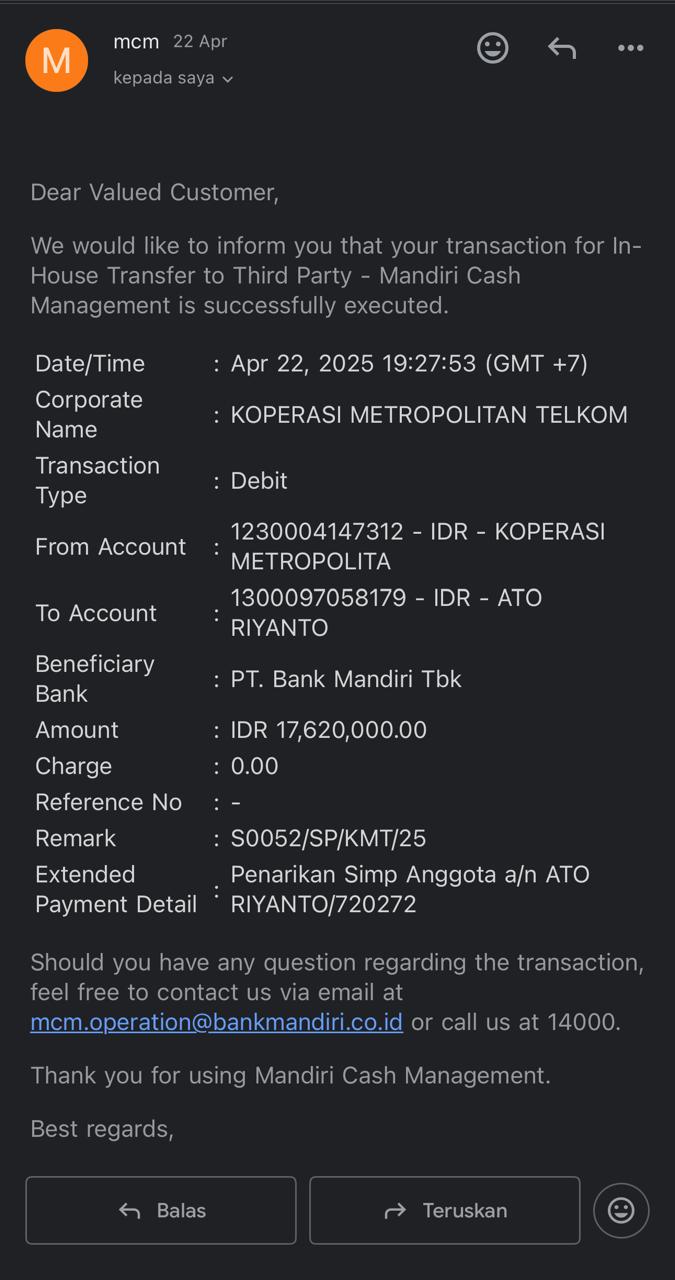 M
mcm 22 Apr
kepada saya
Dear Valued Customer,
We would like to inform you that your transaction for In-
House Transfer to Third Party - Mandiri Cash
Management is successfully executed.
Date/Time : Apr 22, 2025 19:27:53 (GMT +7)
Corporate
Name : KOPERASI METROPOLITAN TELKOM
Transaction
Type : Debit
From Account : 1230004147312 - IDR - KOPERASI
METROPOLITA
To Account : 1300097058179 - IDR - ATO
RIYANTO
Beneficiary
Bank : PT. Bank Mandiri Tbk
Amount : IDR 17,620,000.00
Charge : 0.00
Reference No : -
Remark : S0052/SP/KMT/25
Extended
Payment Detail : Penarikan Simp Anggota a/n ATO
RIYANTO/720272
Should you have any question regarding the transaction,
feel free to contact us via email at
mcm.operation@bankmandiri.co.id or call us at 14000.
Thank you for using Mandiri Cash Management.
Best regards,
Balas
Teruskan